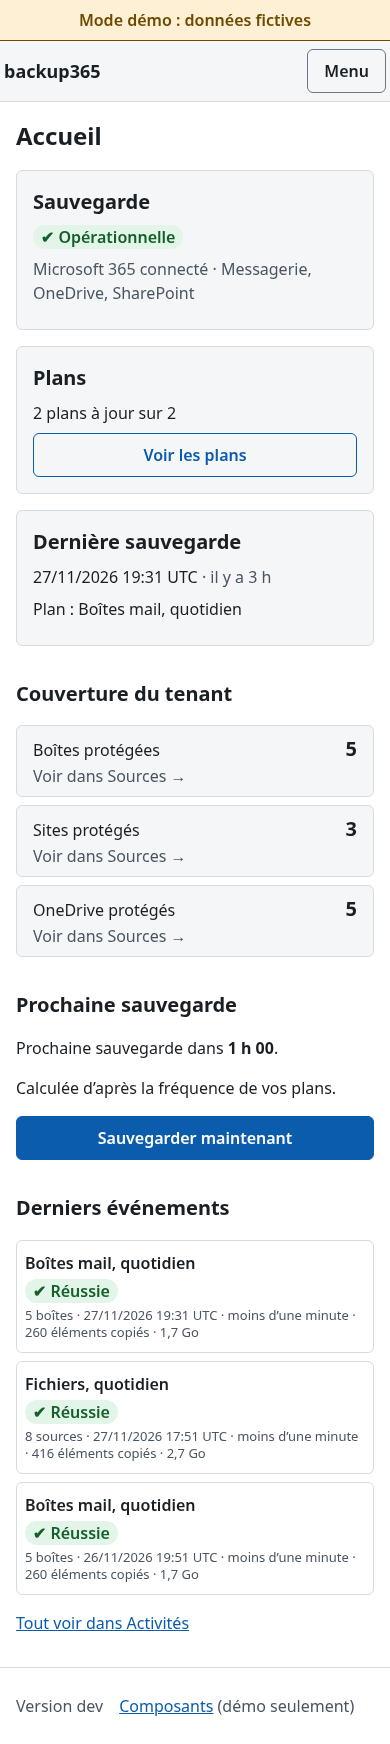 Mode démo : données fictives
backup365
Menu
Accueil
Sauvegarde
✔ Opérationnelle
Microsoft 365 connecté · Messagerie,
OneDrive, SharePoint
Plans
2 plans à jour sur 2
Voir les plans
Dernière sauvegarde
27/11/2026 19:31 UTC · il y a 3 h
Plan : Boîtes mail, quotidien
Couverture du tenant
Boîtes protégées 5
Voir dans Sources →
Sites protégés 3
Voir dans Sources →
OneDrive protégés 5
Voir dans Sources →
Prochaine sauvegarde
Prochaine sauvegarde dans 1 h 00.
Calculée d’après la fréquence de vos plans.
Sauvegarder maintenant
Derniers événements
Boîtes mail, quotidien
✔ Réussie
5 boîtes · 27/11/2026 19:31 UTC · moins d’une minute ·
260 éléments copiés · 1,7 Go
Fichiers, quotidien
✔ Réussie
8 sources · 27/11/2026 17:51 UTC · moins d’une minute
· 416 éléments copiés · 2,7 Go
Boîtes mail, quotidien
✔ Réussie
5 boîtes · 26/11/2026 19:51 UTC · moins d’une minute ·
260 éléments copiés · 1,7 Go
Tout voir dans Activités
Version dev Composants (démo seulement)